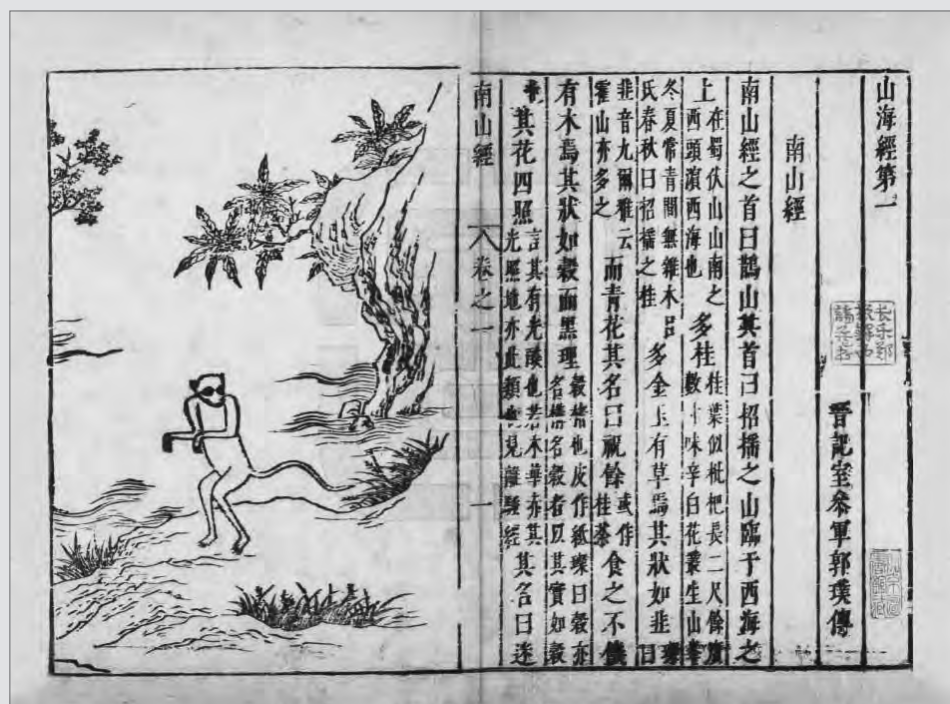 山海經第一
晉記室參軍郭璞傳
南山經
南山經之首曰鵲山其首曰招搖之山臨于西海之
上在蜀伏山山南之西頭濱西海也多桂桂葉似枇杷長二尺餘廣數寸味辛白花叢生山峯
冬夏常青間無雜木呂氏春秋曰招搖之桂多金玉有草焉其狀如韭璨曰
韭音九爾雅云霍山亦多之而青花其名曰祝餘或作桂荼食之不饑
有木焉其狀如榖而黑理榖楮也皮作紙璨曰榖亦名構名榖者以其實如榖
也其花四照言其有光燄也若木華赤其光照地亦此類也見離騷經其名曰迷
南山經 卷之一 一